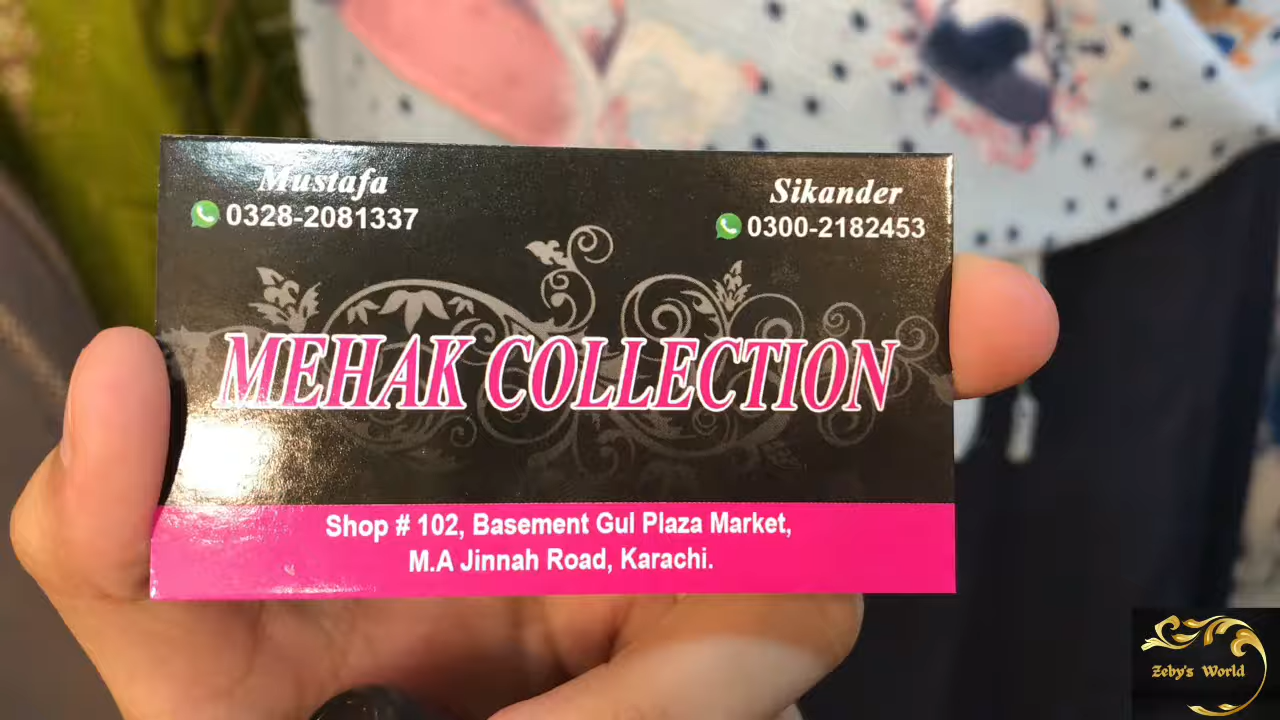 Mustafa
0328-2081337
Sikander
0300-2182453
MEHAK COLLECTION
Shop # 102, Basement Gul Plaza Market,
M.A Jinnah Road, Karachi.
Zeby's World